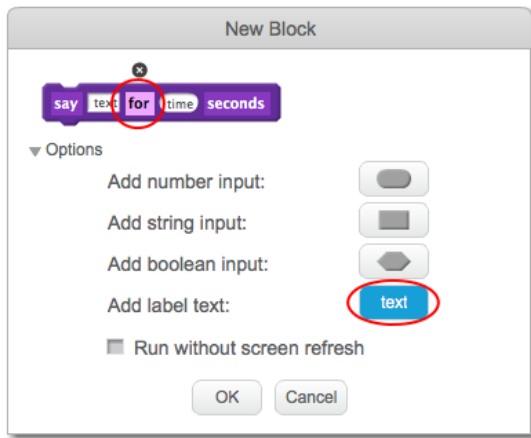 New Block
say text for time seconds
Options
Add number input:
Add string input:
Add boolean input:
Add label text: text
Run without screen refresh
OK Cancel